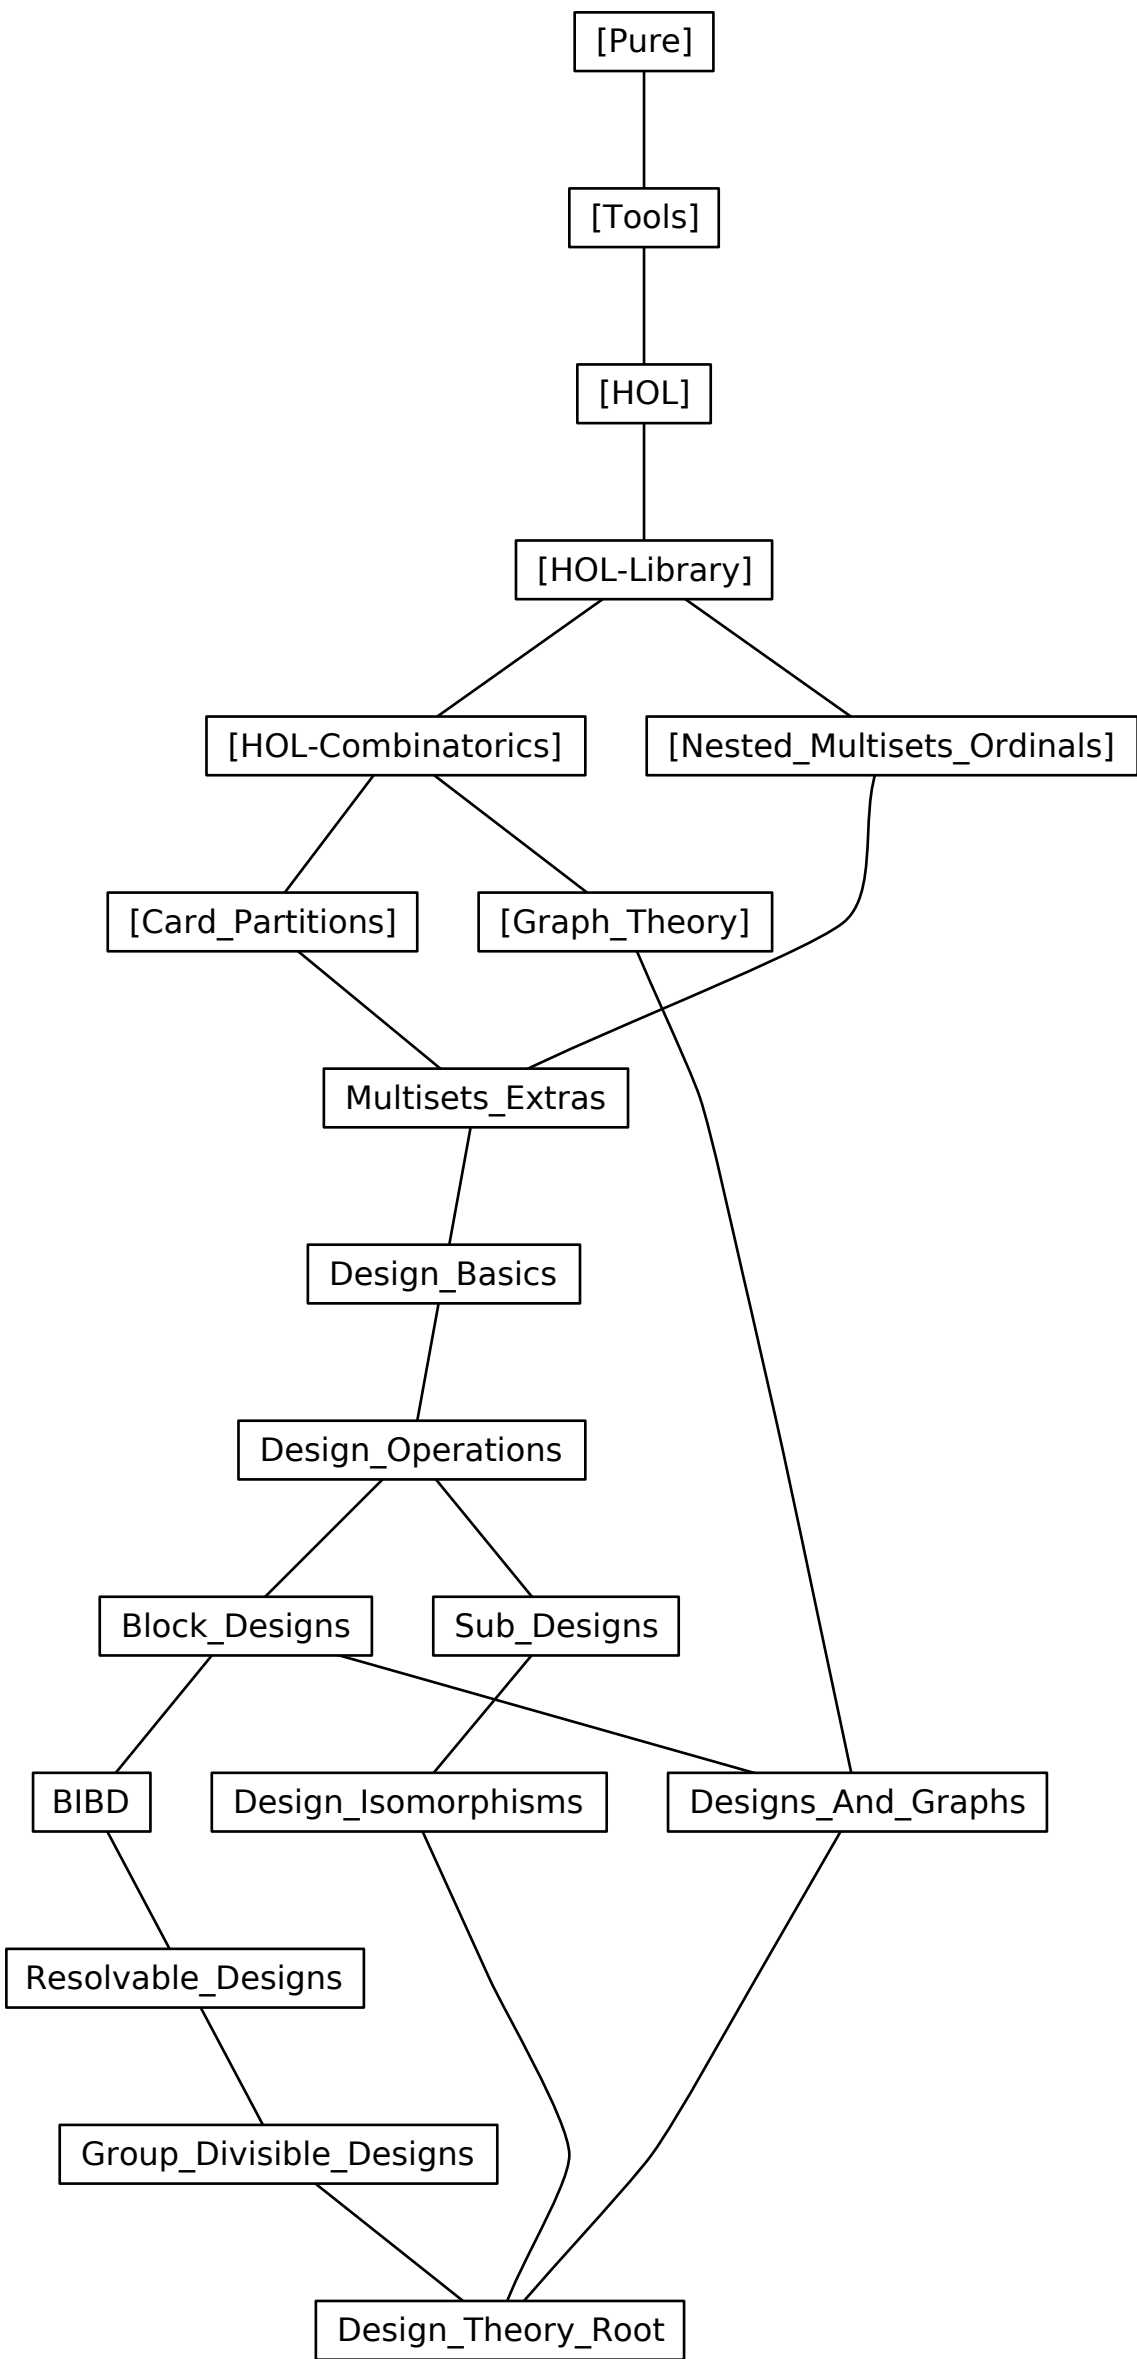 [Pure]
[Tools]
[HOL]
[HOL-Library]
[HOL-Combinatorics]
[Nested_Multisets_Ordinals]
[Card_Partitions]
[Graph_Theory]
Multisets_Extras
Design_Basics
Design_Operations
Block_Designs
Sub_Designs
BIBD
Design_Isomorphisms
Designs_And_Graphs
Resolvable_Designs
Group_Divisible_Designs
Design_Theory_Root